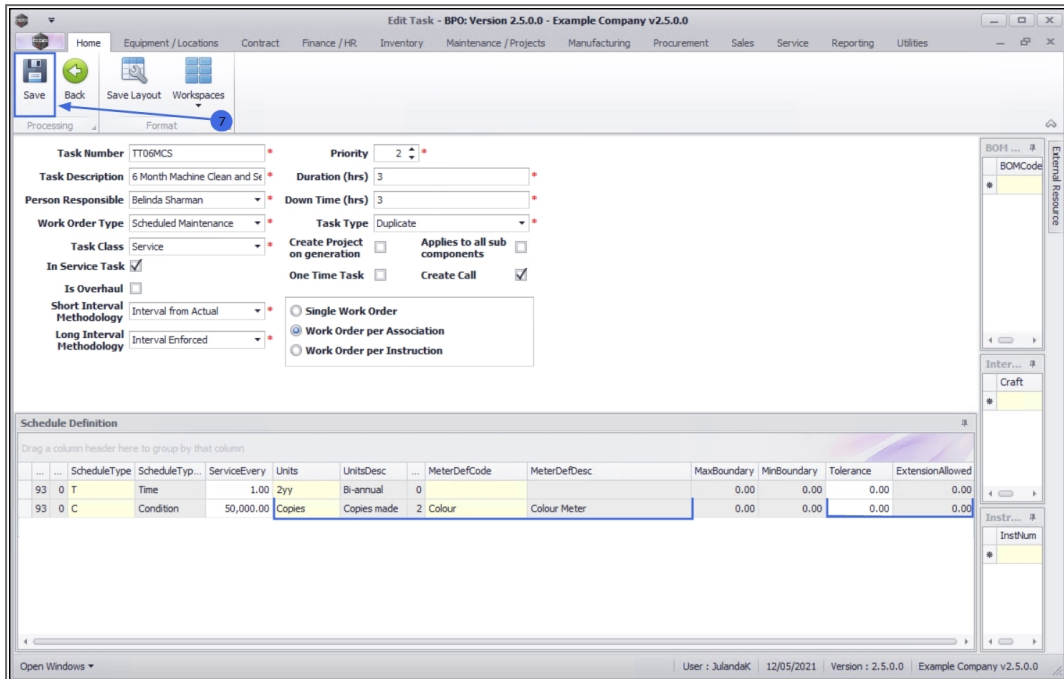 Edit Task - BPO: Version 2.5.0.0 - Example Company v2.5.0.0
Home Equipment / Locations Contract Finance / HR Inventory Maintenance / Projects Manufacturing Procurement Sales Service Reporting Utilities
Save Back Save Layout Workspaces
7
Processing Format
Task Number TT06MCS * Priority 2 *
Task Description 6 Month Machine Clean and Se * Duration (hrs) 3 *
Person Responsible Belinda Sharman * Down Time (hrs) 3 *
Work Order Type Scheduled Maintenance * Task Type Duplicate *
Task Class Service * Create Project on generation Applies to all sub components
In Service Task One Time Task Create Call
Is Overhaul
Short Interval Methodology Interval from Actual * Single Work Order
Work Order per Association
Long Interval Methodology Interval Enforced * Work Order per Instruction
BOM ...
BOMCode
External Resource
Inter...
Craft
Instr...
InstNum
Schedule Definition
Drag a column header here to group by that column
... ... ScheduleType ScheduleTyp... ServiceEvery Units UnitsDesc ... MeterDefCode MeterDefDesc MaxBoundary MinBoundary Tolerance ExtensionAllowed
93 0 T Time 1.00 2yy Bi-annual 0 0.00 0.00 0.00 0.00
93 0 C Condition 50,000.00 Copies Copies made 2 Colour Colour Meter 0.00 0.00 0.00 0.00
Open Windows User : JulandaK 12/05/2021 Version : 2.5.0.0 Example Company v2.5.0.0